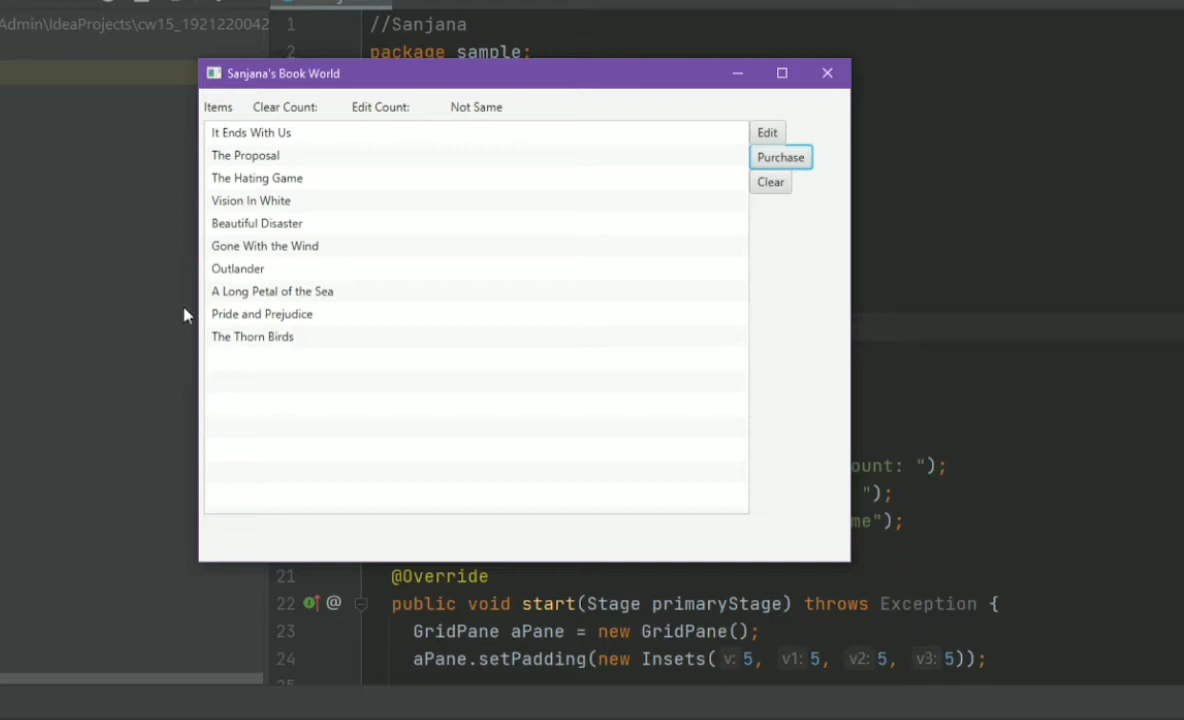 Admin\IdeaProjects\cw15_1921220042
1 //Sanjana
2 package sample;
Sanjana's Book World
Items Clear Count: Edit Count: Not Same
It Ends With Us
The Proposal
The Hating Game
Vision In White
Beautiful Disaster
Gone With the Wind
Outlander
A Long Petal of the Sea
Pride and Prejudice
The Thorn Birds
Edit
Purchase
Clear
ount: ");
");
me");
21 @Override
22 @ public void start(Stage primaryStage) throws Exception {
23 GridPane aPane = new GridPane();
24 aPane.setPadding(new Insets( v: 5, v1: 5, v2: 5, v3: 5));